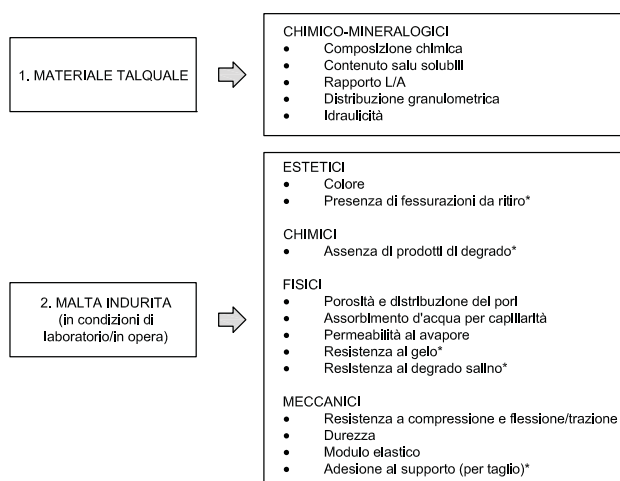 1. MATERIALE TALQUALE
CHIMICO-MINERALOGICI
• Composizione chimica
• Contenuto salu solubili
• Rapporto L/A
• Distribuzione granulometrica
• Idraulicità
2. MALTA INDURITA
(in condizioni di
laboratorio/in opera)
ESTETICI
• Colore
• Presenza di fessurazioni da ritiro*
CHIMICI
• Assenza di prodotti di degrado*
FISICI
• Porosità e distribuzione dei pori
• Assorbimento d'acqua per capillarità
• Permeabilità al avapore
• Resistenza al gelo*
• Resistenza al degrado salino*
MECCANICI
• Resistenza a compressione e flessione/trazione
• Durezza
• Modulo elastico
• Adesione al supporto (per taglio)*